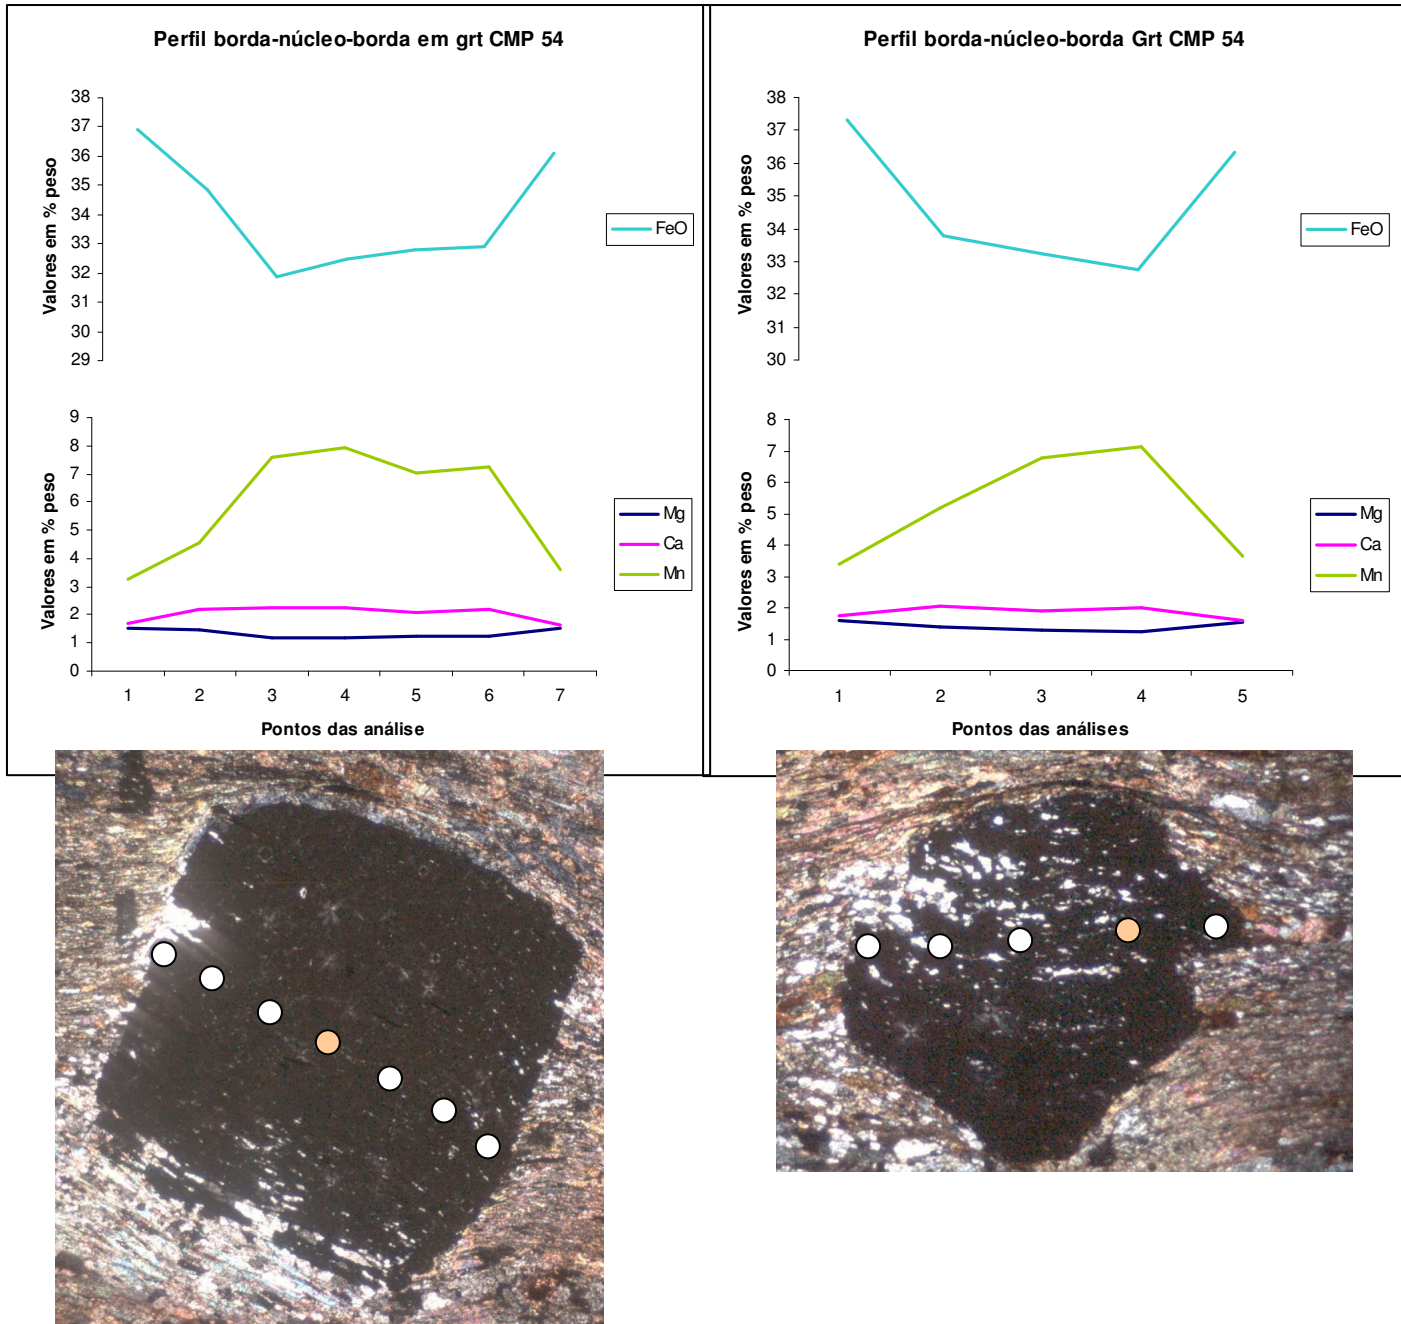 Perfil borda-núcleo-borda em grt CMP 54
38
37
36
35
34
33
32
31
30
29
Valores em % peso
FeO
9
8
7
6
5
4
3
2
1
0
Valores em % peso
Mg
Ca
Mn
1 2 3 4 5 6 7
Pontos das análise
Perfil borda-núcleo-borda Grt CMP 54
38
37
36
35
34
33
32
31
30
Valores em % peso
FeO
8
7
6
5
4
3
2
1
0
Valores em % peso
Mg
Ca
Mn
1 2 3 4 5
Pontos das análises